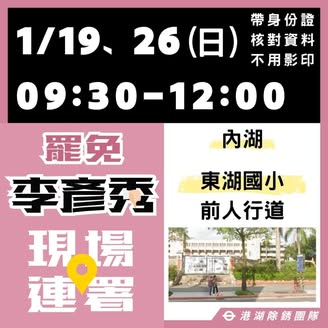 1/19、26(日)
09:30-12:00
帶身份證
核對資料
不用影印
罷免
李彥秀
現場
連署
內湖
東湖國小
前人行道
港湖除銹團隊